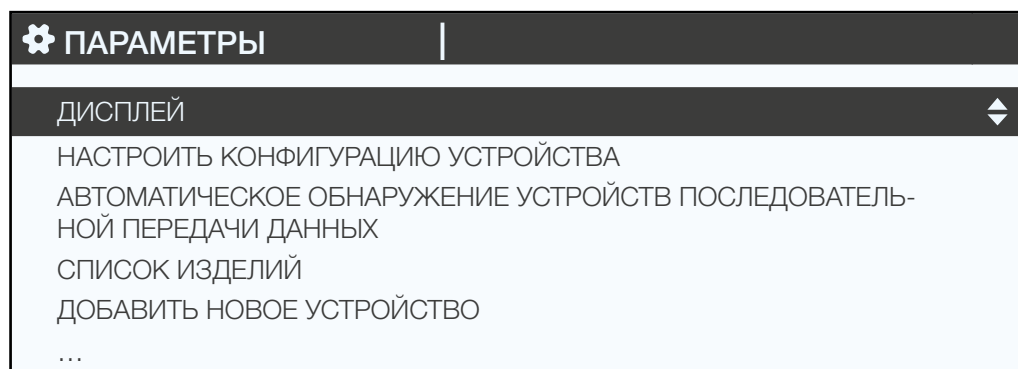 ПАРАМЕТРЫ
ДИСПЛЕЙ
НАСТРОИТЬ КОНФИГУРАЦИЮ УСТРОЙСТВА
АВТОМАТИЧЕСКОЕ ОБНАРУЖЕНИЕ УСТРОЙСТВ ПОСЛЕДОВАТЕЛЬ-
НОЙ ПЕРЕДАЧИ ДАННЫХ
СПИСОК ИЗДЕЛИЙ
ДОБАВИТЬ НОВОЕ УСТРОЙСТВО
…